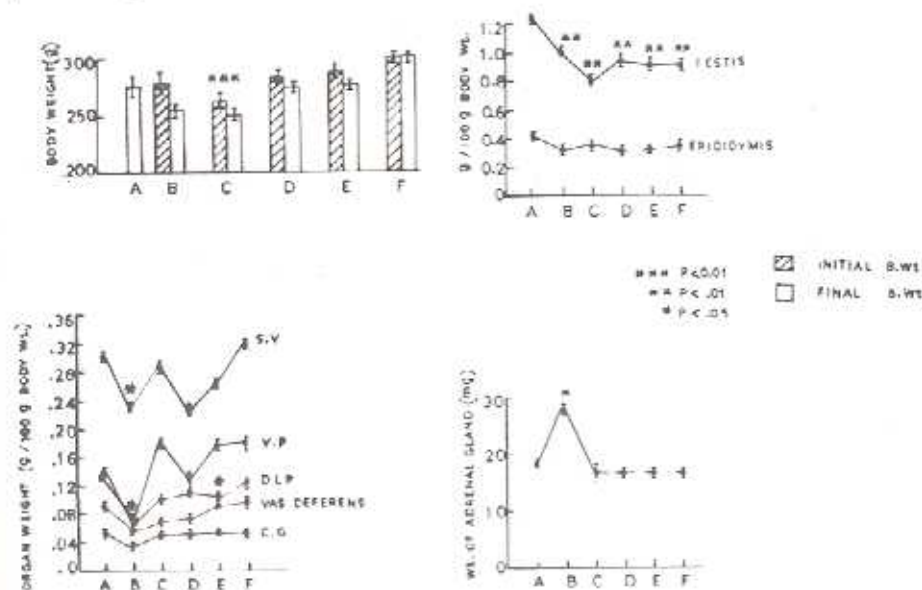 BODY WEIGHT (g)
300
250
200
***
A B C D E F
g / 100 g BODY Wt.
1.2
1.0
0.8
0.6
0.4
0.2
0
** ** ** ** **
TESTIS
EPIDIDYMIS
A B C D E F
*** P<0.01
** P< .01
* P< .05
INITIAL B.Wt
FINAL B.Wt
ORGAN WEIGHT (g / 100 g BODY Wt.)
.36
.32
.28
.24
.20
.16
.12
.08
.04
.0
* * * * *
S.V
V.P
D L P
VAS DEFERENS
C.G
A B C D E F
Wt. OF ADRENAL GLAND (mg)
30
20
10
0
*
A B C D E F